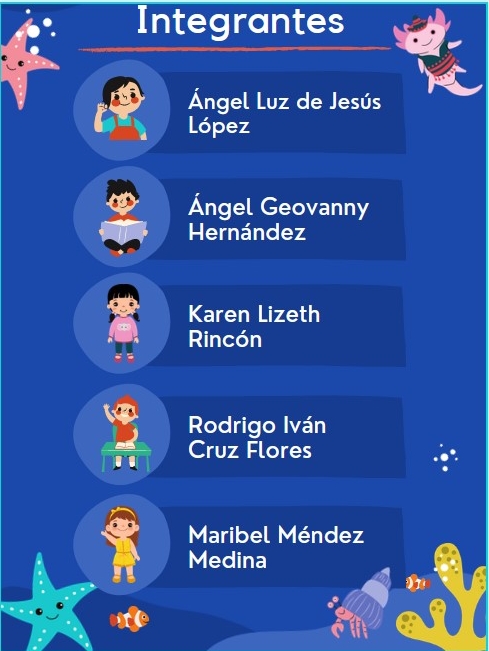 Integrantes
Ángel Luz de Jesús
López
Ángel Geovanny
Hernández
Karen Lizeth
Rincón
Rodrigo Iván
Cruz Flores
Maribel Méndez
Medina